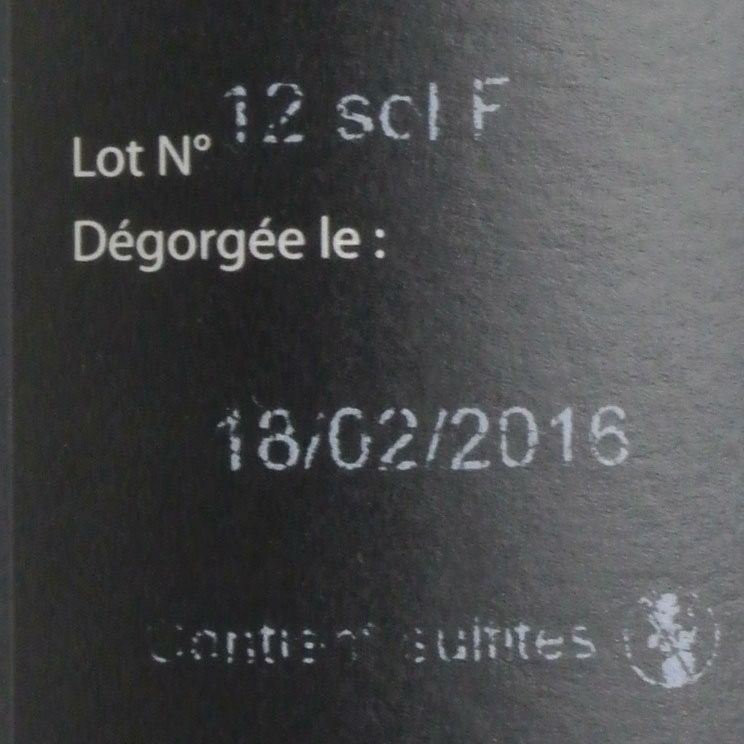 Lot N° 12 scl F
Dégorgée le :
18/02/2016
Contient sulfites